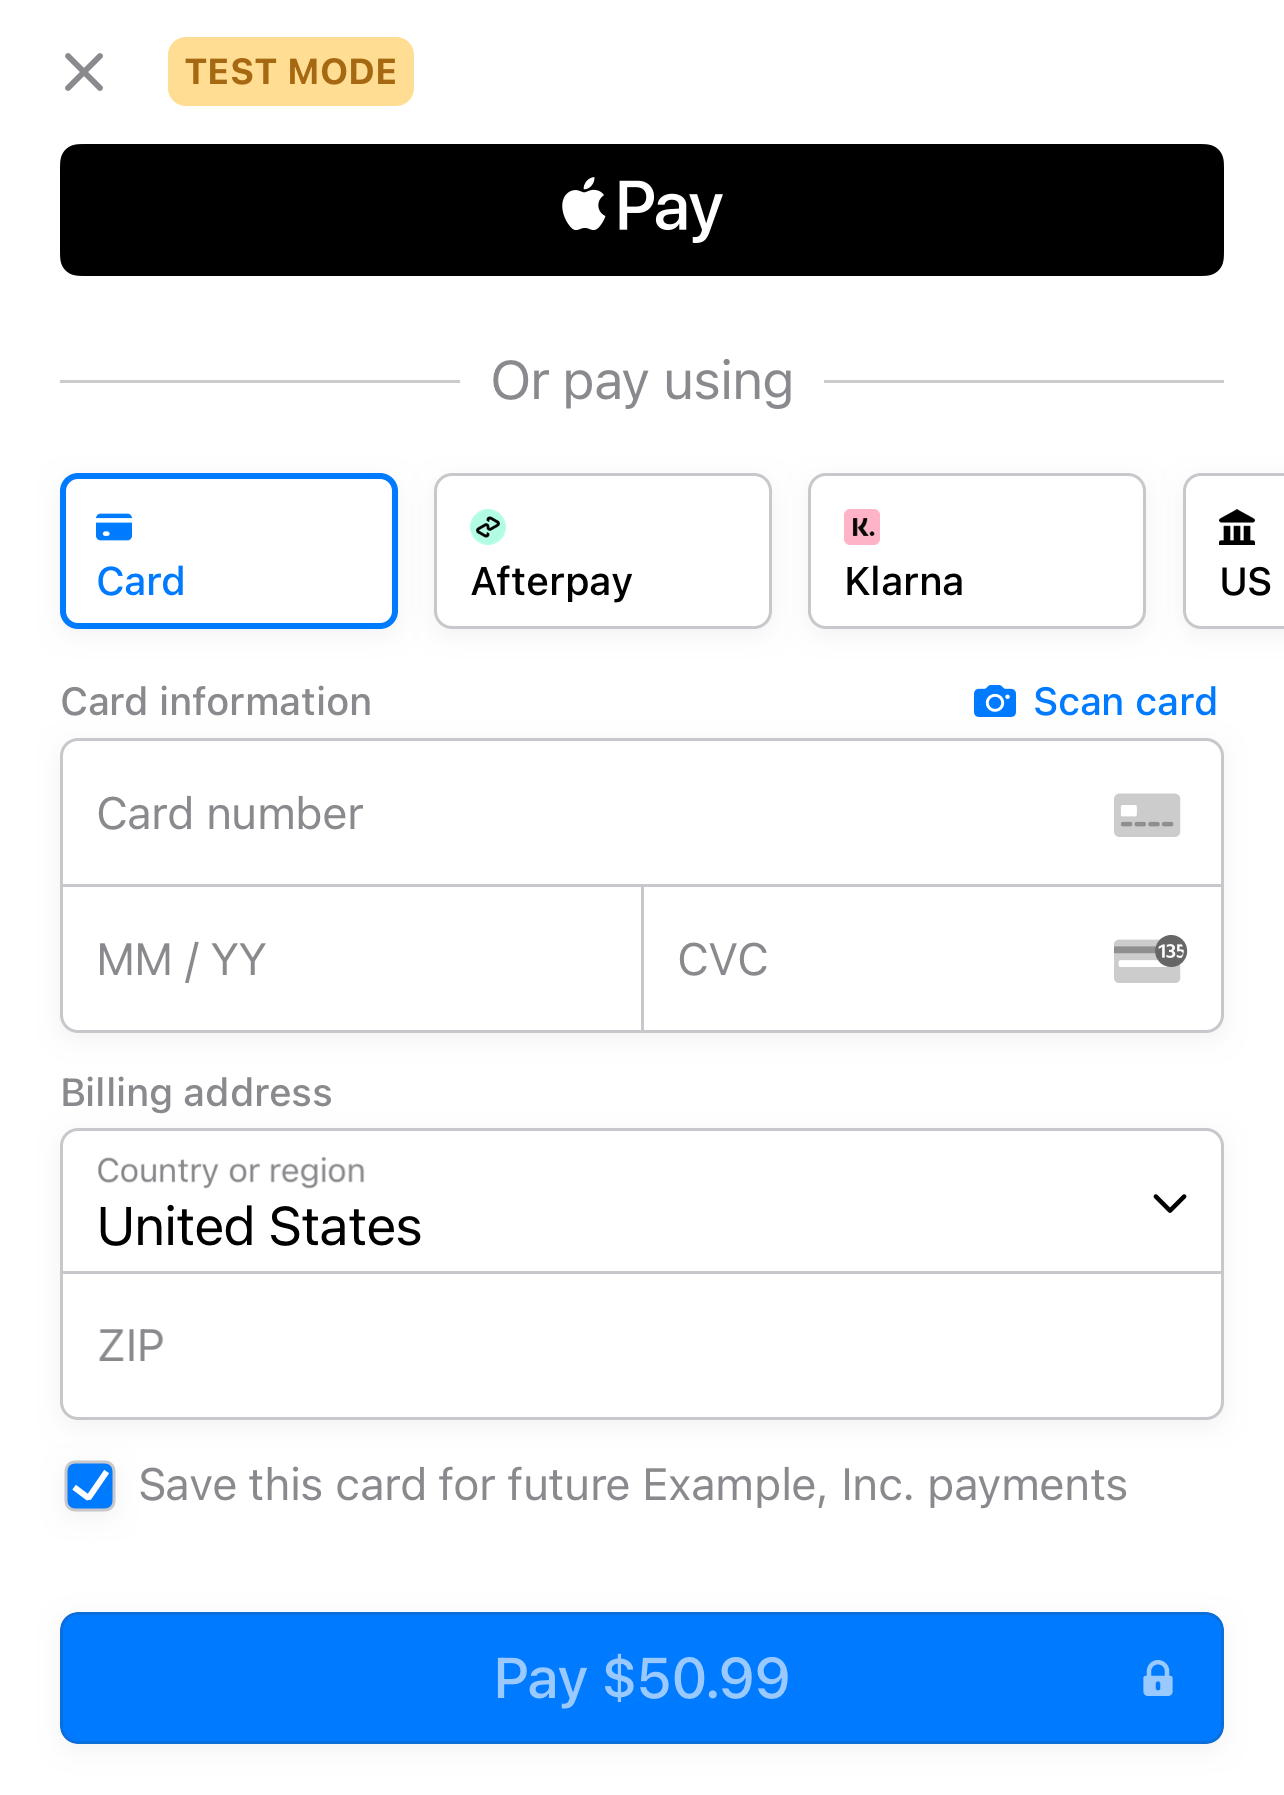 TEST MODE
Pay
Or pay using
Card
Afterpay
K.
Klarna
US
Card information
Scan card
Card number
MM / YY
CVC
135
Billing address
Country or region
United States
ZIP
Save this card for future Example, Inc. payments
Pay $50.99